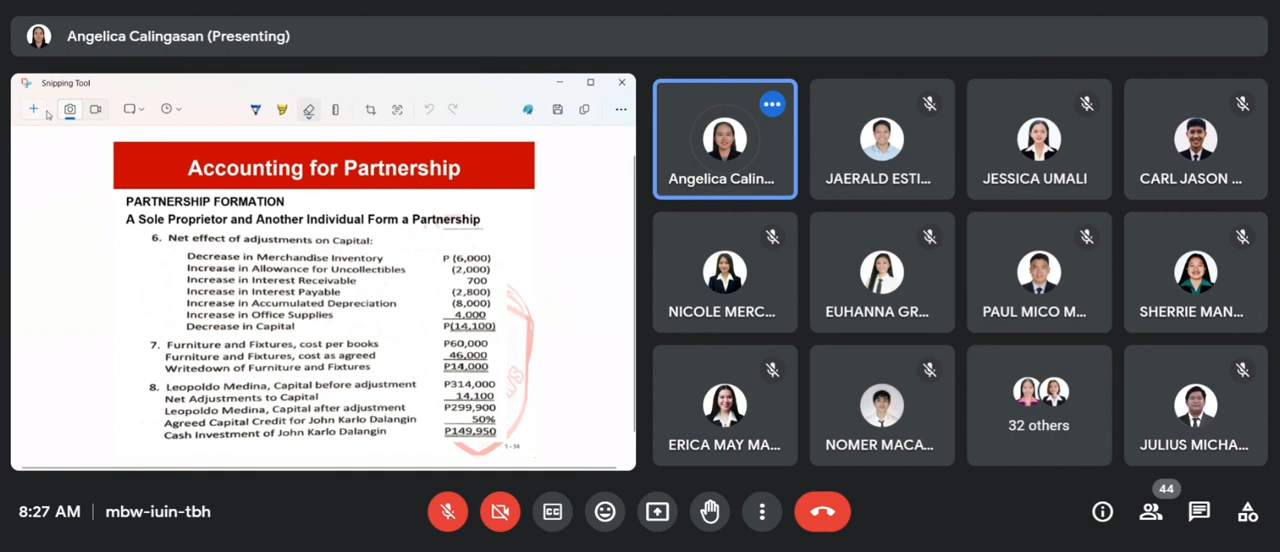 Angelica Calingasan (Presenting)
Snipping Tool
Accounting for Partnership
PARTNERSHIP FORMATION
A Sole Proprietor and Another Individual Form a Partnership
6. Net effect of adjustments on Capital:
Decrease in Merchandise Inventory P (6,000)
Increase in Allowance for Uncollectibles (2,000)
Increase in Interest Receivable 700
Increase in Interest Payable (2,800)
Increase in Accumulated Depreciation (8,000)
Increase in Office Supplies 4,000
Decrease in Capital P(14,100)
7. Furniture and Fixtures, cost per books P60,000
Furniture and Fixtures, cost as agreed 46,000
Writedown of Furniture and Fixtures P14,000
8. Leopoldo Medina, Capital before adjustment P314,000
Net Adjustments to Capital 14,100
Leopoldo Medina, Capital after adjustment P299,900
Agreed Capital Credit for John Karlo Dalangin 50%
Cash Investment of John Karlo Dalangin P149,950
1 - 34
Angelica Calin...
JAERALD ESTI...
JESSICA UMALI
CARL JASON ...
NICOLE MERC...
EUHANNA GR...
PAUL MICO M...
SHERRIE MAN...
ERICA MAY MA...
NOMER MACA...
32 others
JULIUS MICHA...
8:27 AM | mbw-iuin-tbh
CC
44